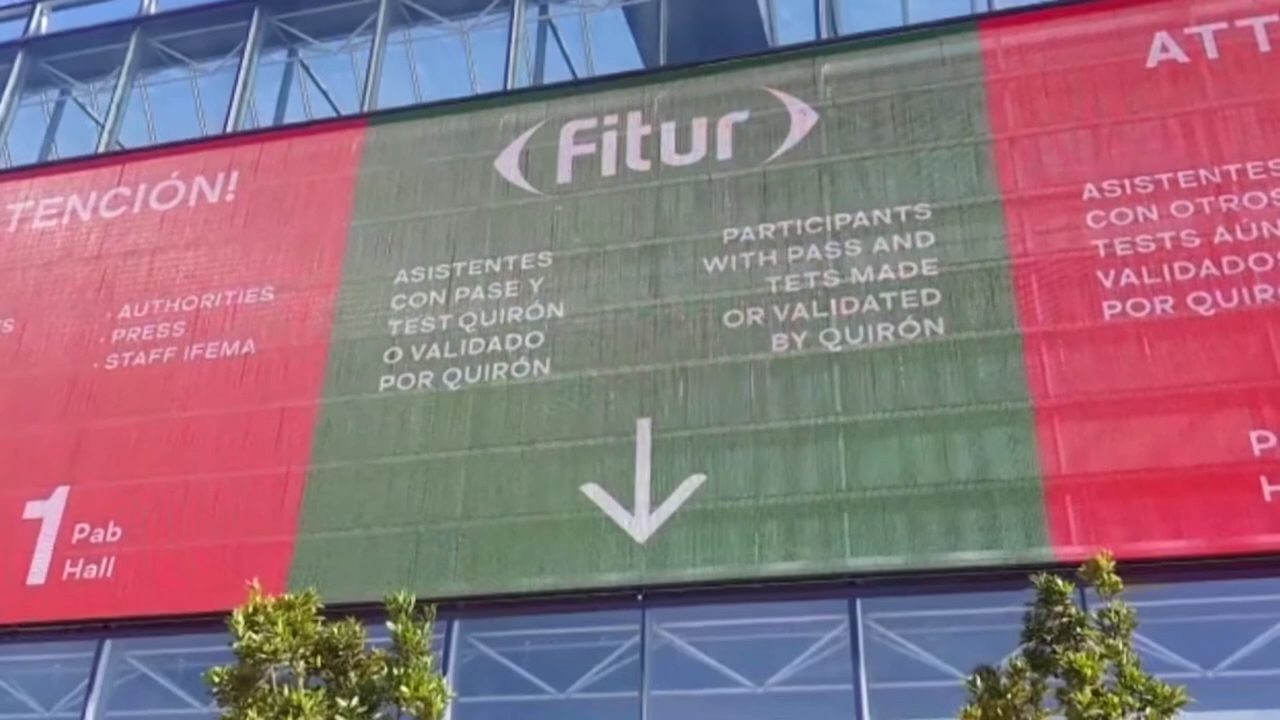 TENCIÓN!
· AUTHORITIES
· PRESS
· STAFF IFEMA
1 Pab
Hall
Fitur
ASISTENTES
CON PASE Y
TEST QUIRÓN
O VALIDADO
POR QUIRÓN
PARTICIPANTS
WITH PASS AND
TETS MADE
OR VALIDATED
BY QUIRÓN
ATT
ASISTENTES
CON OTROS
TESTS AÚN
VALIDADOS
POR QUIR
P
H